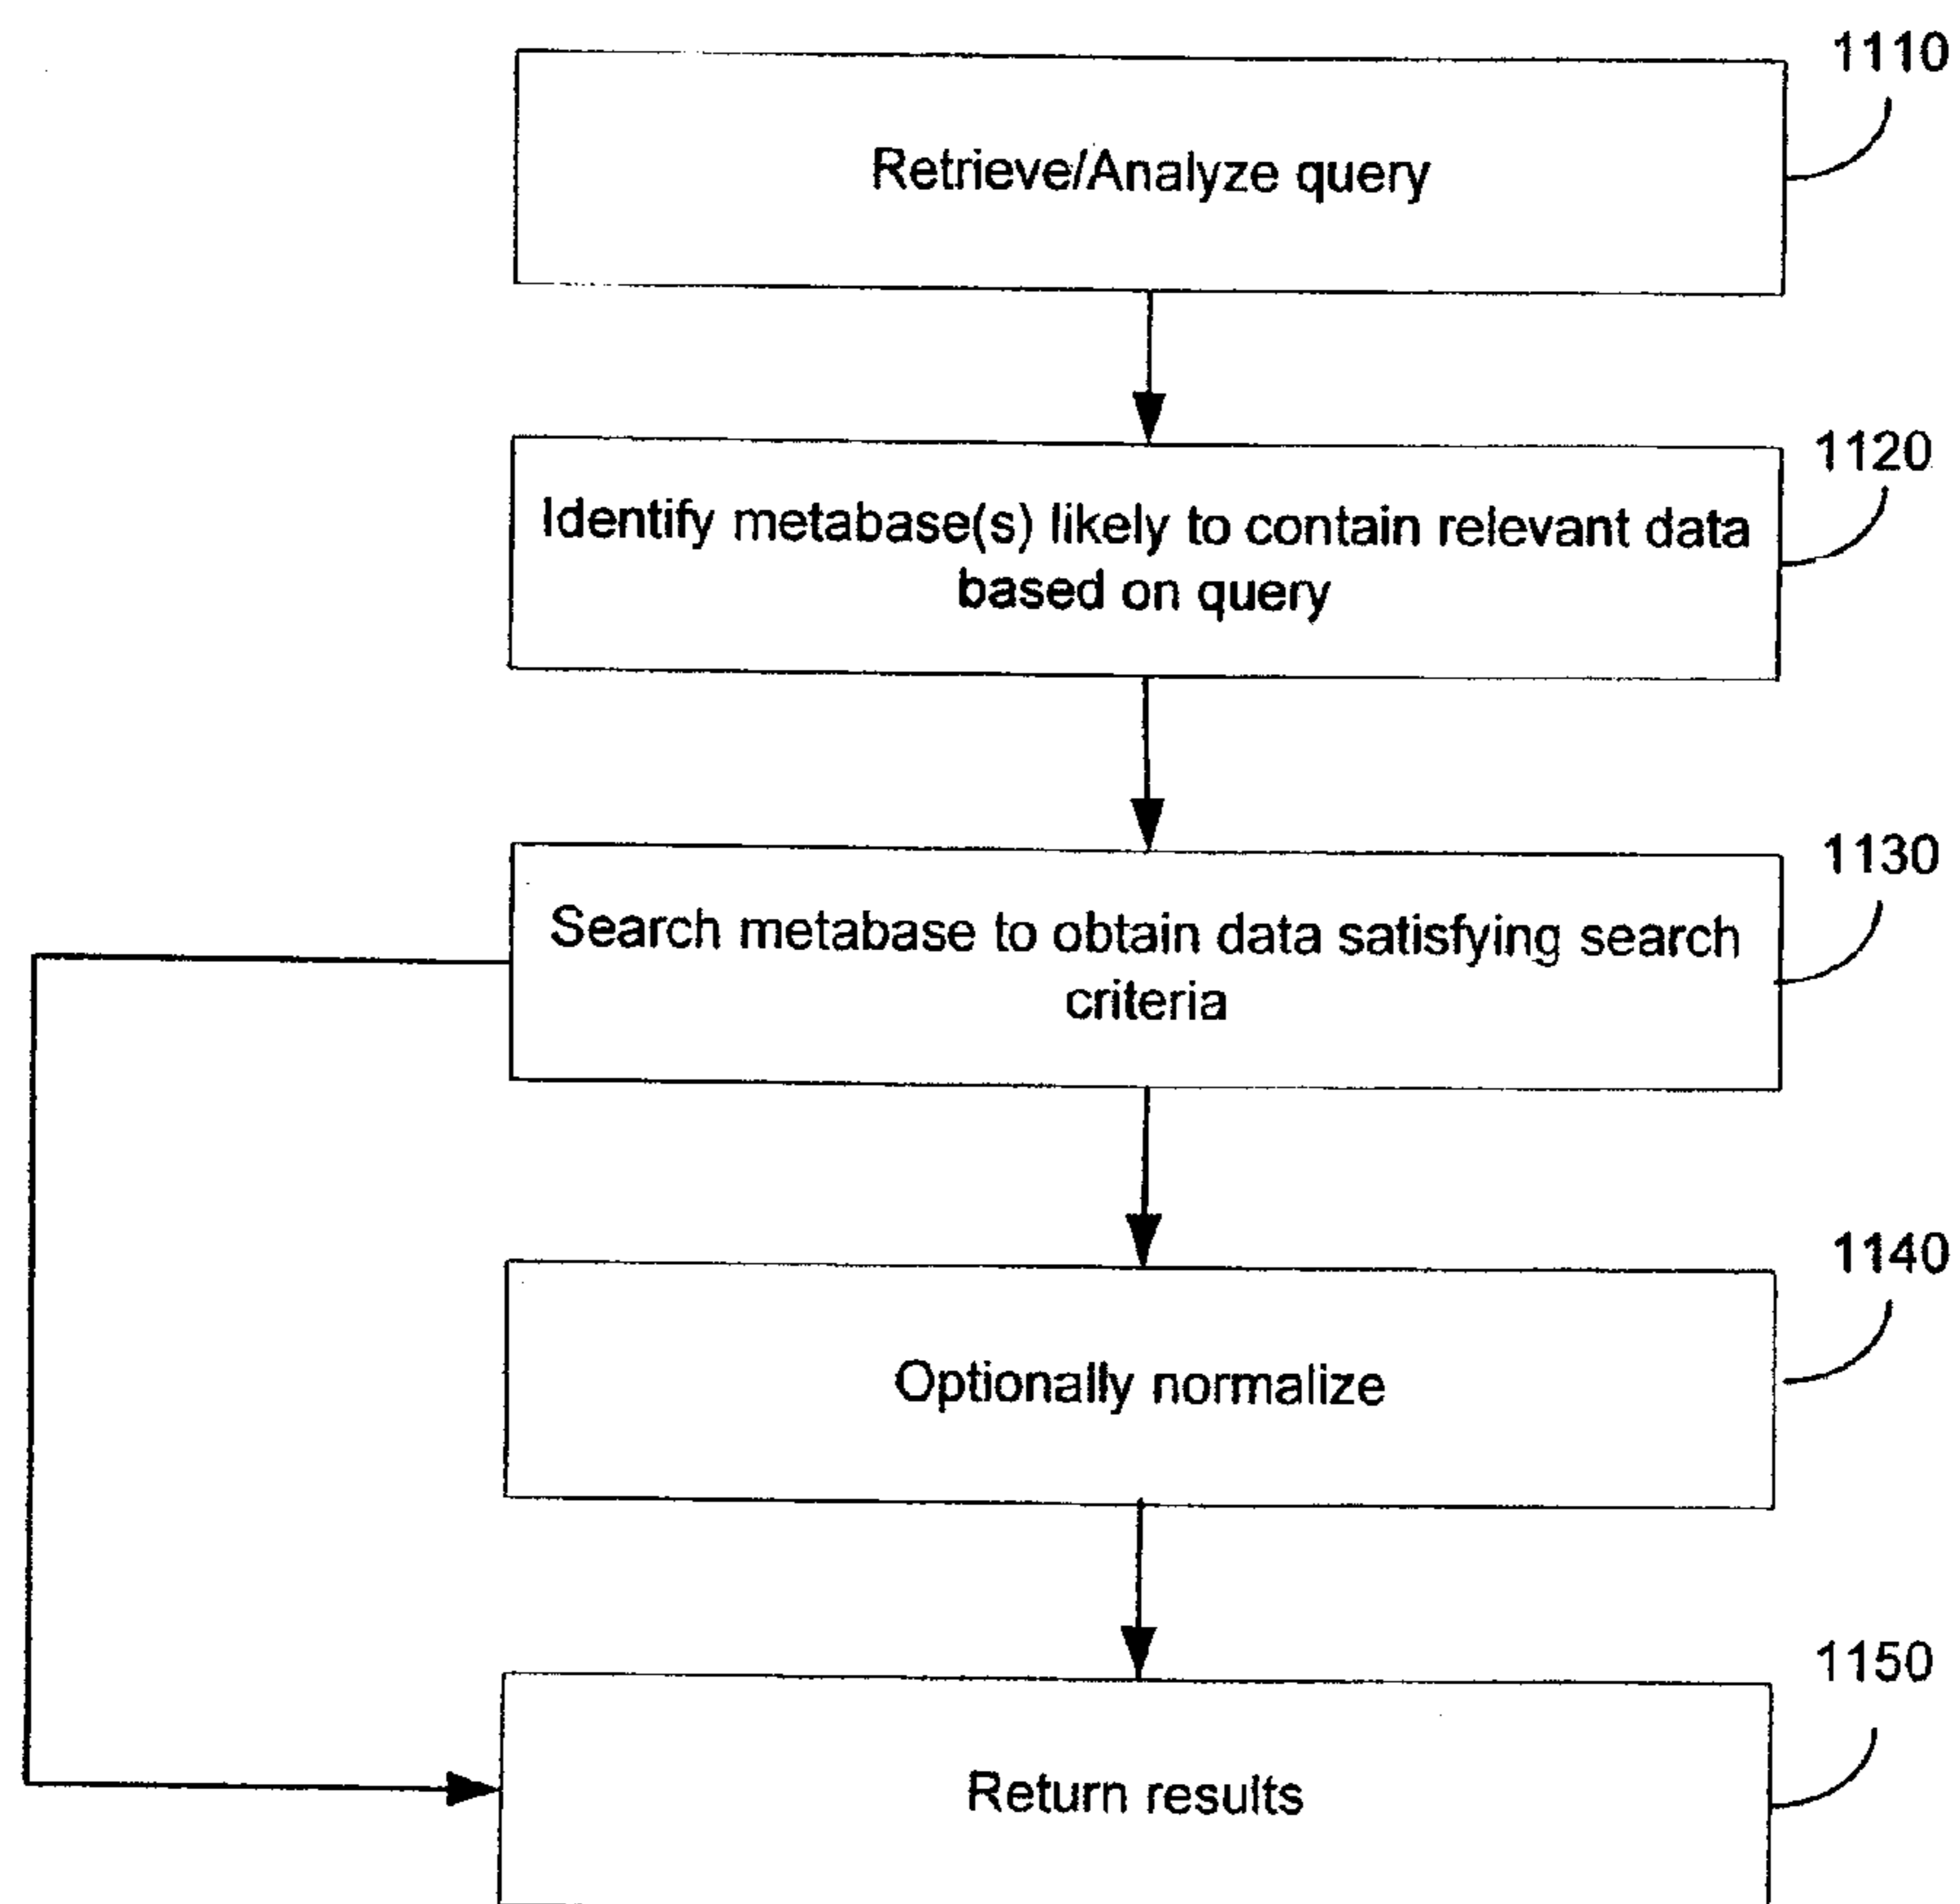 1110
Retrieve/Analyze query
1120
Identify metabase(s) likely to contain relevant data
based on query
1130
Search metabase to obtain data satisfying search
criteria
1140
Optionally normalize
1150
Return results